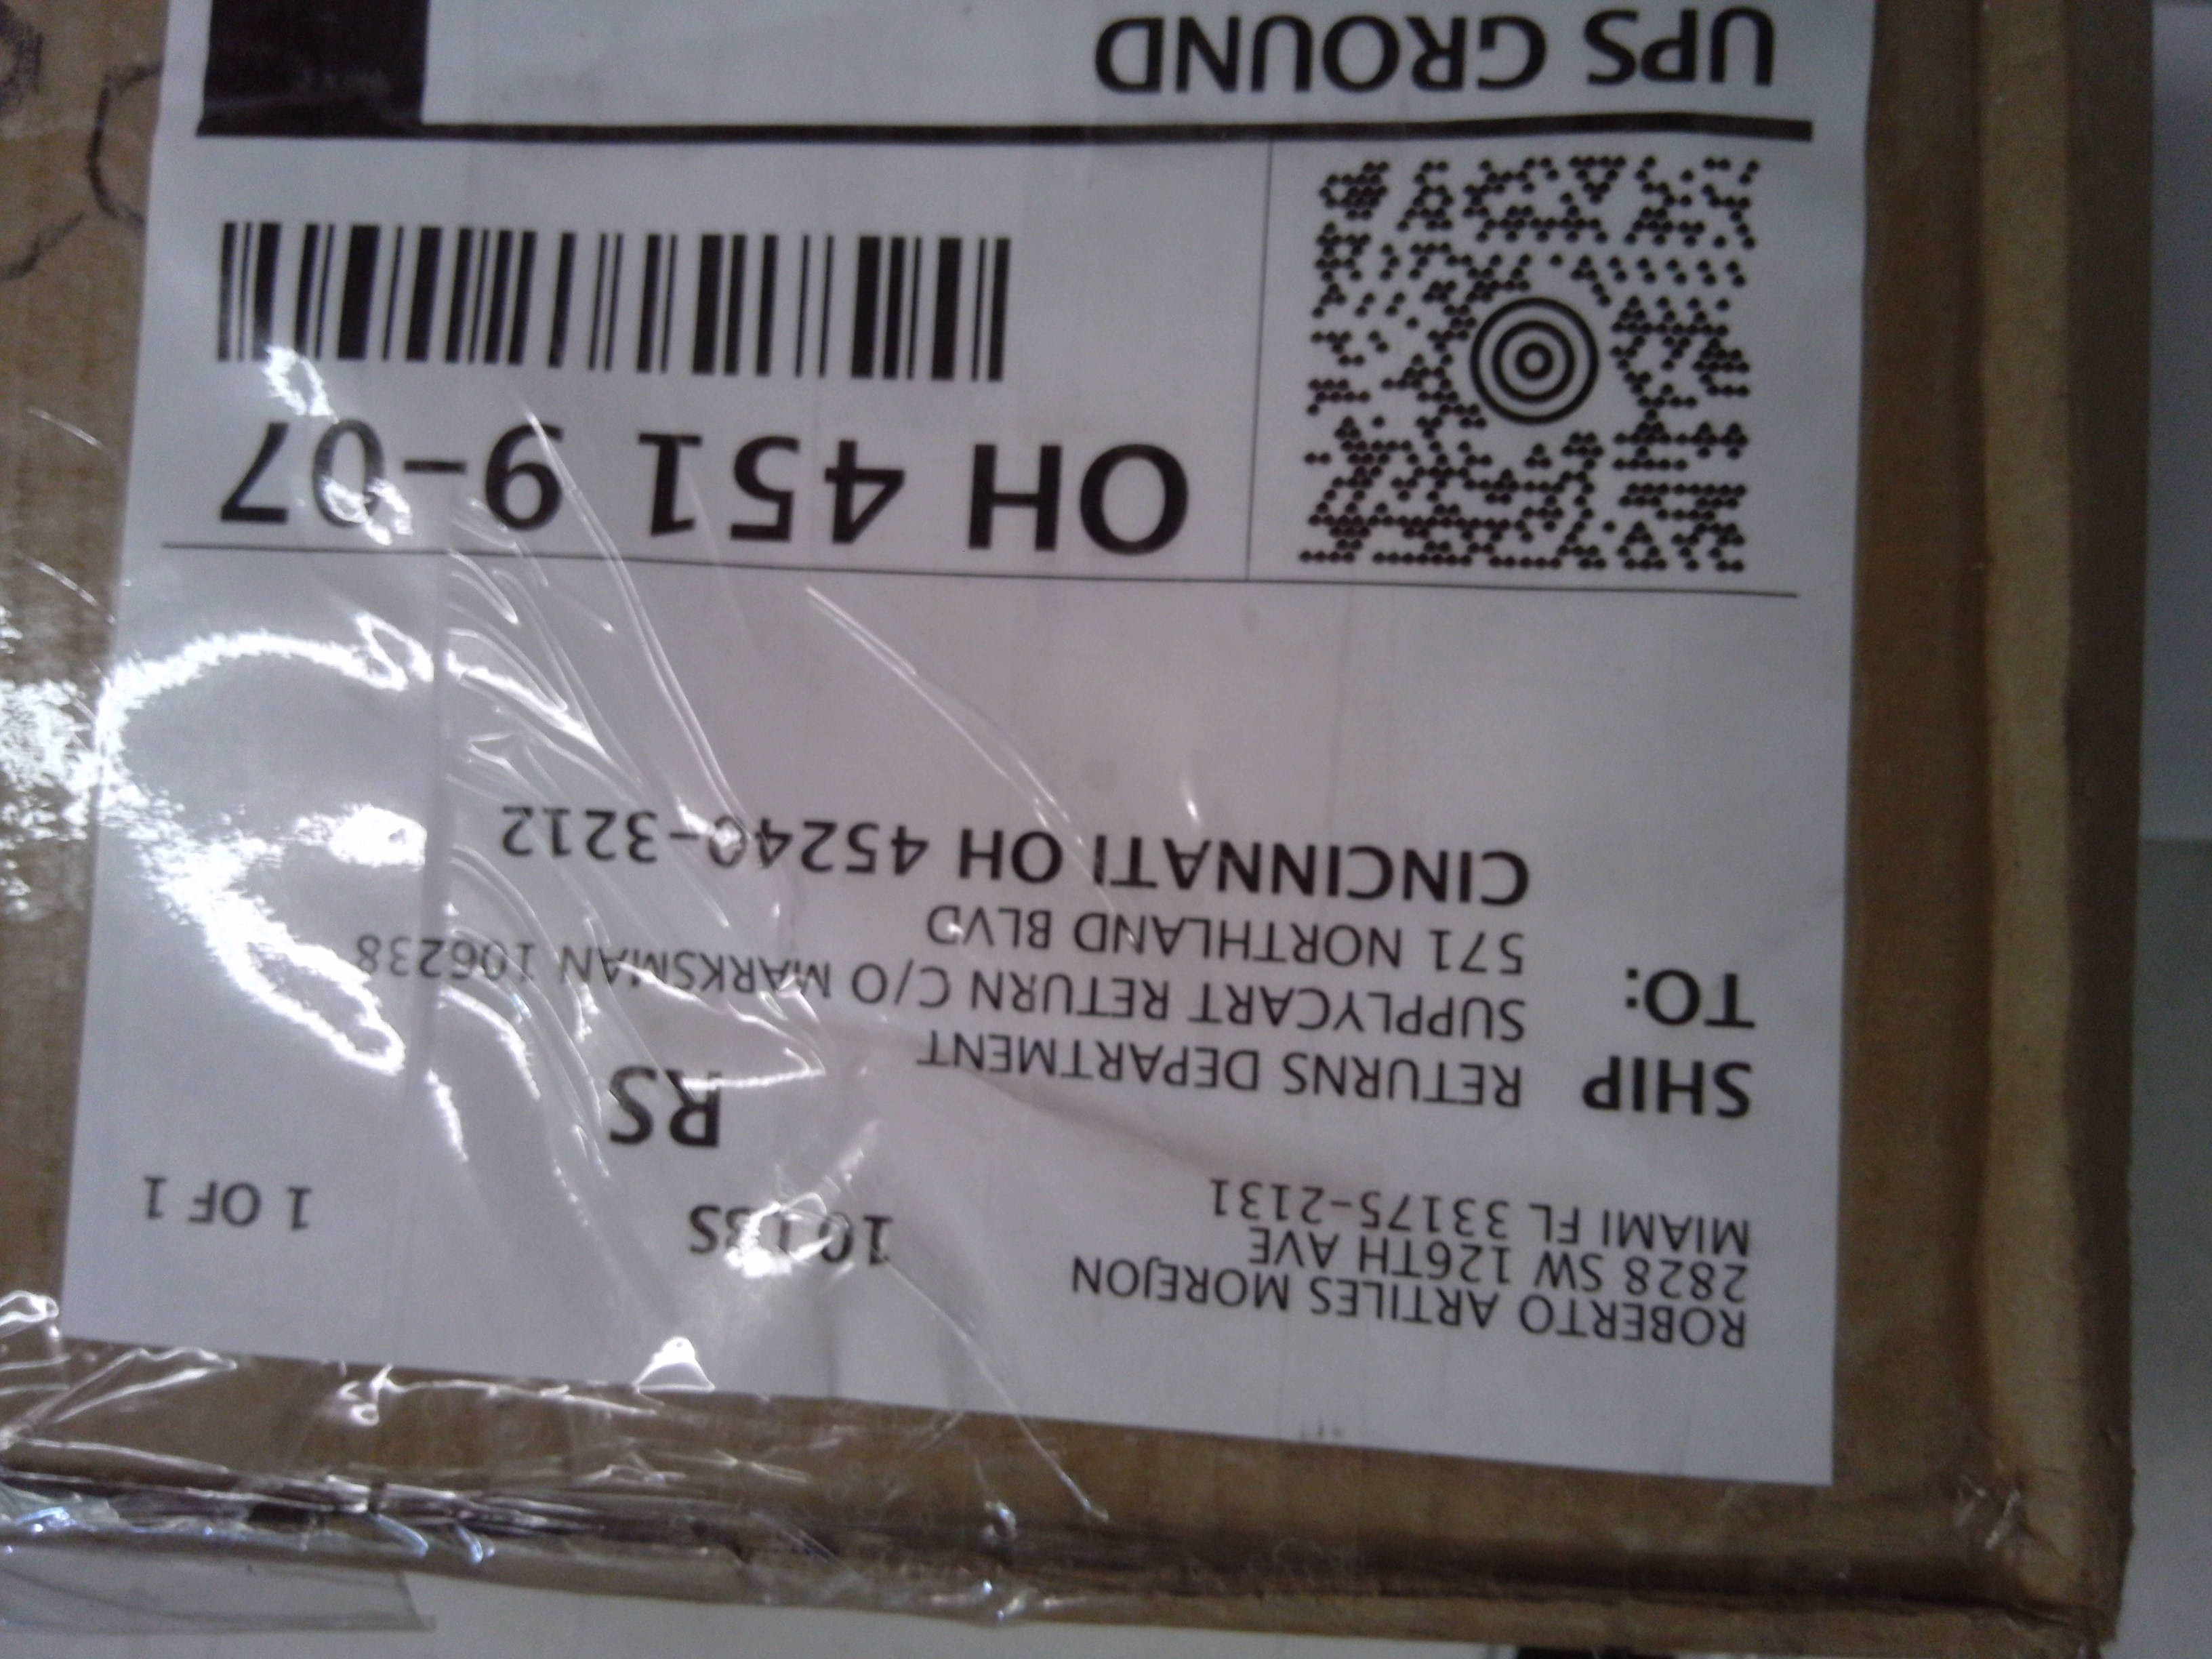 ROBERTO ARTILES MOREJON
2828 SW 126TH AVE
MIAMI FL 33175-2131
10 LBS
1 OF 1
RS
SHIP
TO:
RETURNS DEPARTMENT
SUPPLYCART RETURN C/O MARKSMAN 106238
571 NORTHLAND BLVD
CINCINNATI OH 45240-3212
OH 451 9-07
UPS GROUND